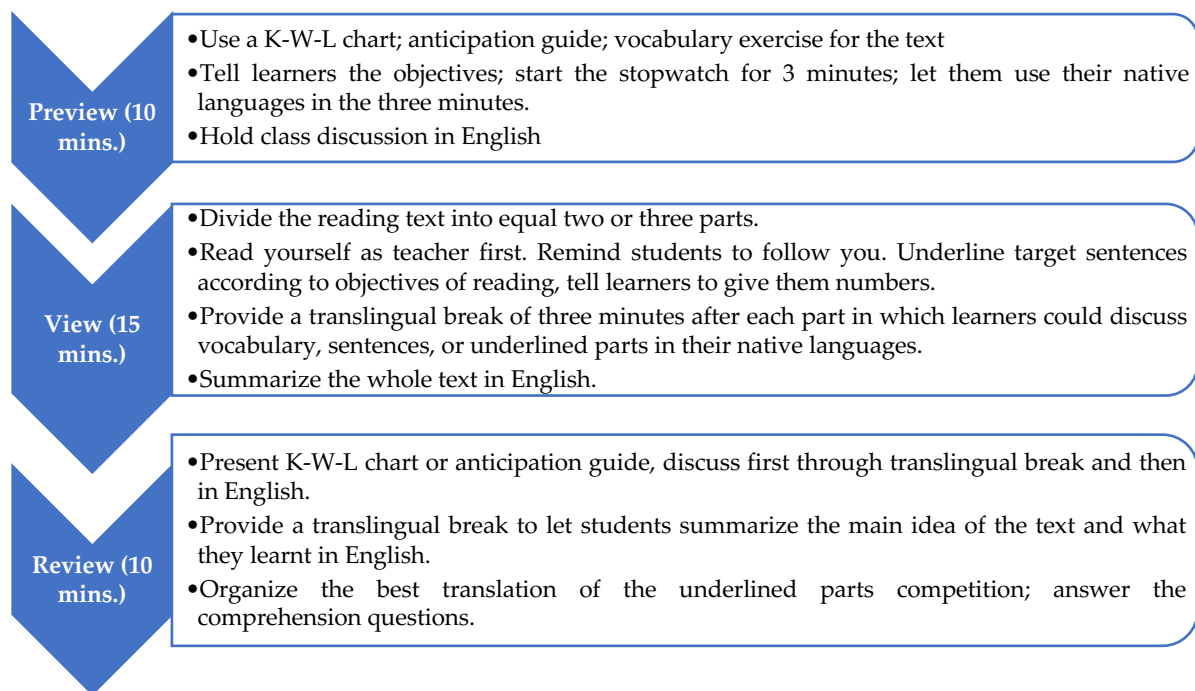 Preview (10
mins.)
•Use a K-W-L chart; anticipation guide; vocabulary exercise for the text
•Tell learners the objectives; start the stopwatch for 3 minutes; let them use their native
languages in the three minutes.
•Hold class discussion in English
View (15
mins.)
•Divide the reading text into equal two or three parts.
•Read yourself as teacher first. Remind students to follow you. Underline target sentences
according to objectives of reading, tell learners to give them numbers.
•Provide a translingual break of three minutes after each part in which learners could discuss
vocabulary, sentences, or underlined parts in their native languages.
•Summarize the whole text in English.
Review (10
mins.)
•Present K-W-L chart or anticipation guide, discuss first through translingual break and then
in English.
•Provide a translingual break to let students summarize the main idea of the text and what
they learnt in English.
•Organize the best translation of the underlined parts competition; answer the
comprehension questions.